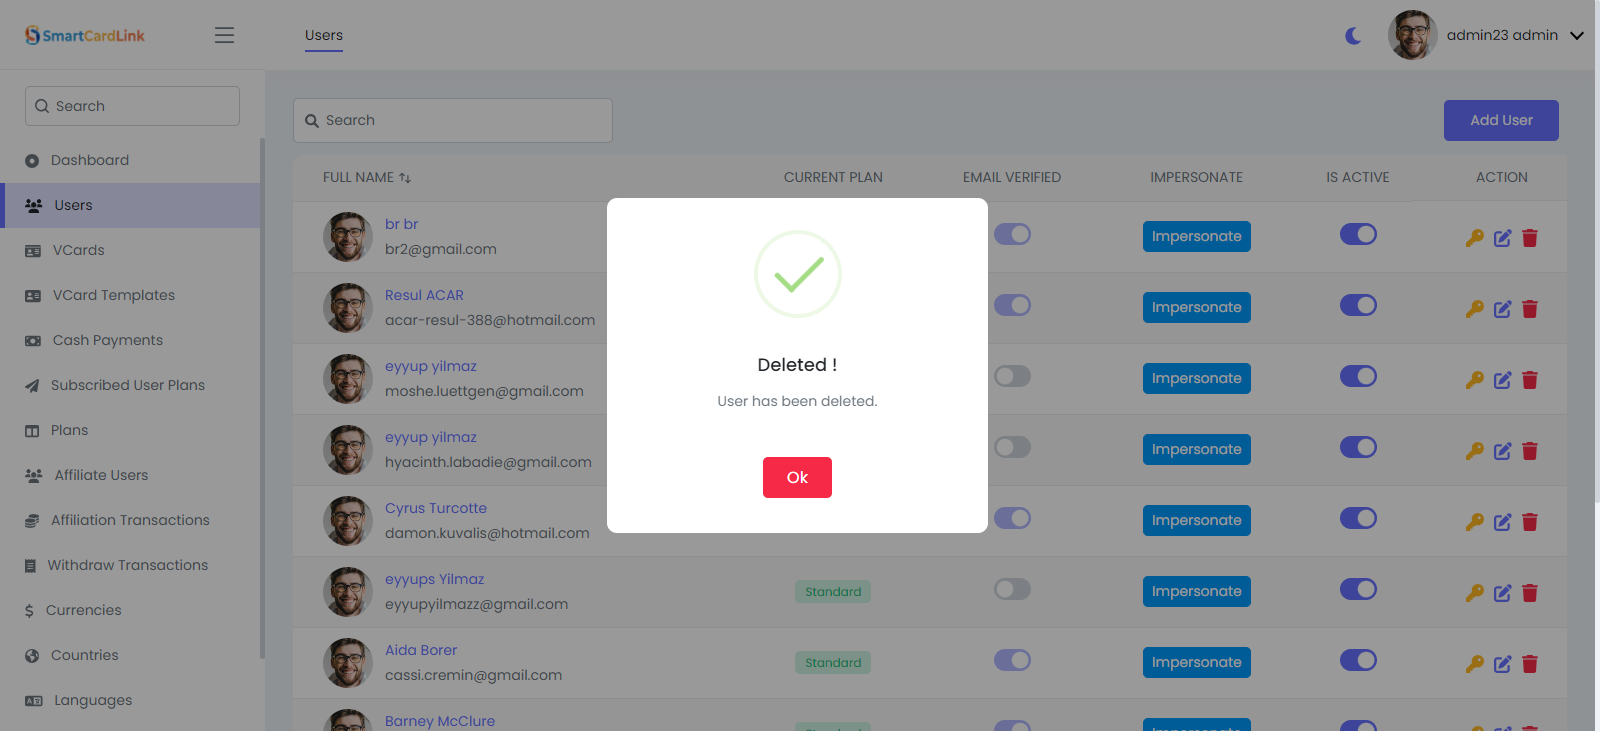 SmartCardLink
Users
admin23 admin
Search
Search
Add User
Dashboard
Users
VCards
VCard Templates
Cash Payments
Subscribed User Plans
Plans
Affiliate Users
Affiliation Transactions
Withdraw Transactions
Currencies
Countries
Languages
FULL NAME CURRENT PLAN EMAIL VERIFIED IMPERSONATE IS ACTIVE ACTION
br br
br2@gmail.com
Impersonate
Resul ACAR
acar-resul-388@hotmail.com
Impersonate
eyyup yilmaz
moshe.luettgen@gmail.com
Impersonate
eyyup yilmaz
hyacinth.labadie@gmail.com
Impersonate
Cyrus Turcotte
damon.kuvalis@hotmail.com
Impersonate
eyyups Yilmaz
eyyupyilmazz@gmail.com
Standard
Impersonate
Aida Borer
cassi.cremin@gmail.com
Standard
Impersonate
Barney McClure
Deleted !
User has been deleted.
Ok